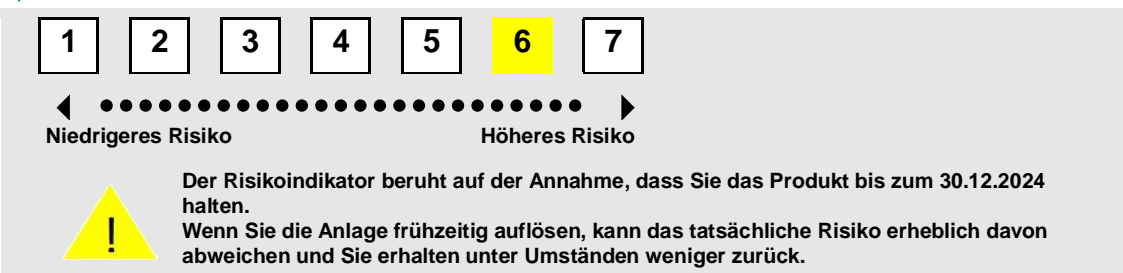 1 2 3 4 5 6 7
Niedrigeres Risiko Höheres Risiko
Der Risikoindikator beruht auf der Annahme, dass Sie das Produkt bis zum 30.12.2024
halten.
! Wenn Sie die Anlage frühzeitig auflösen, kann das tatsächliche Risiko erheblich davon
abweichen und Sie erhalten unter Umständen weniger zurück.